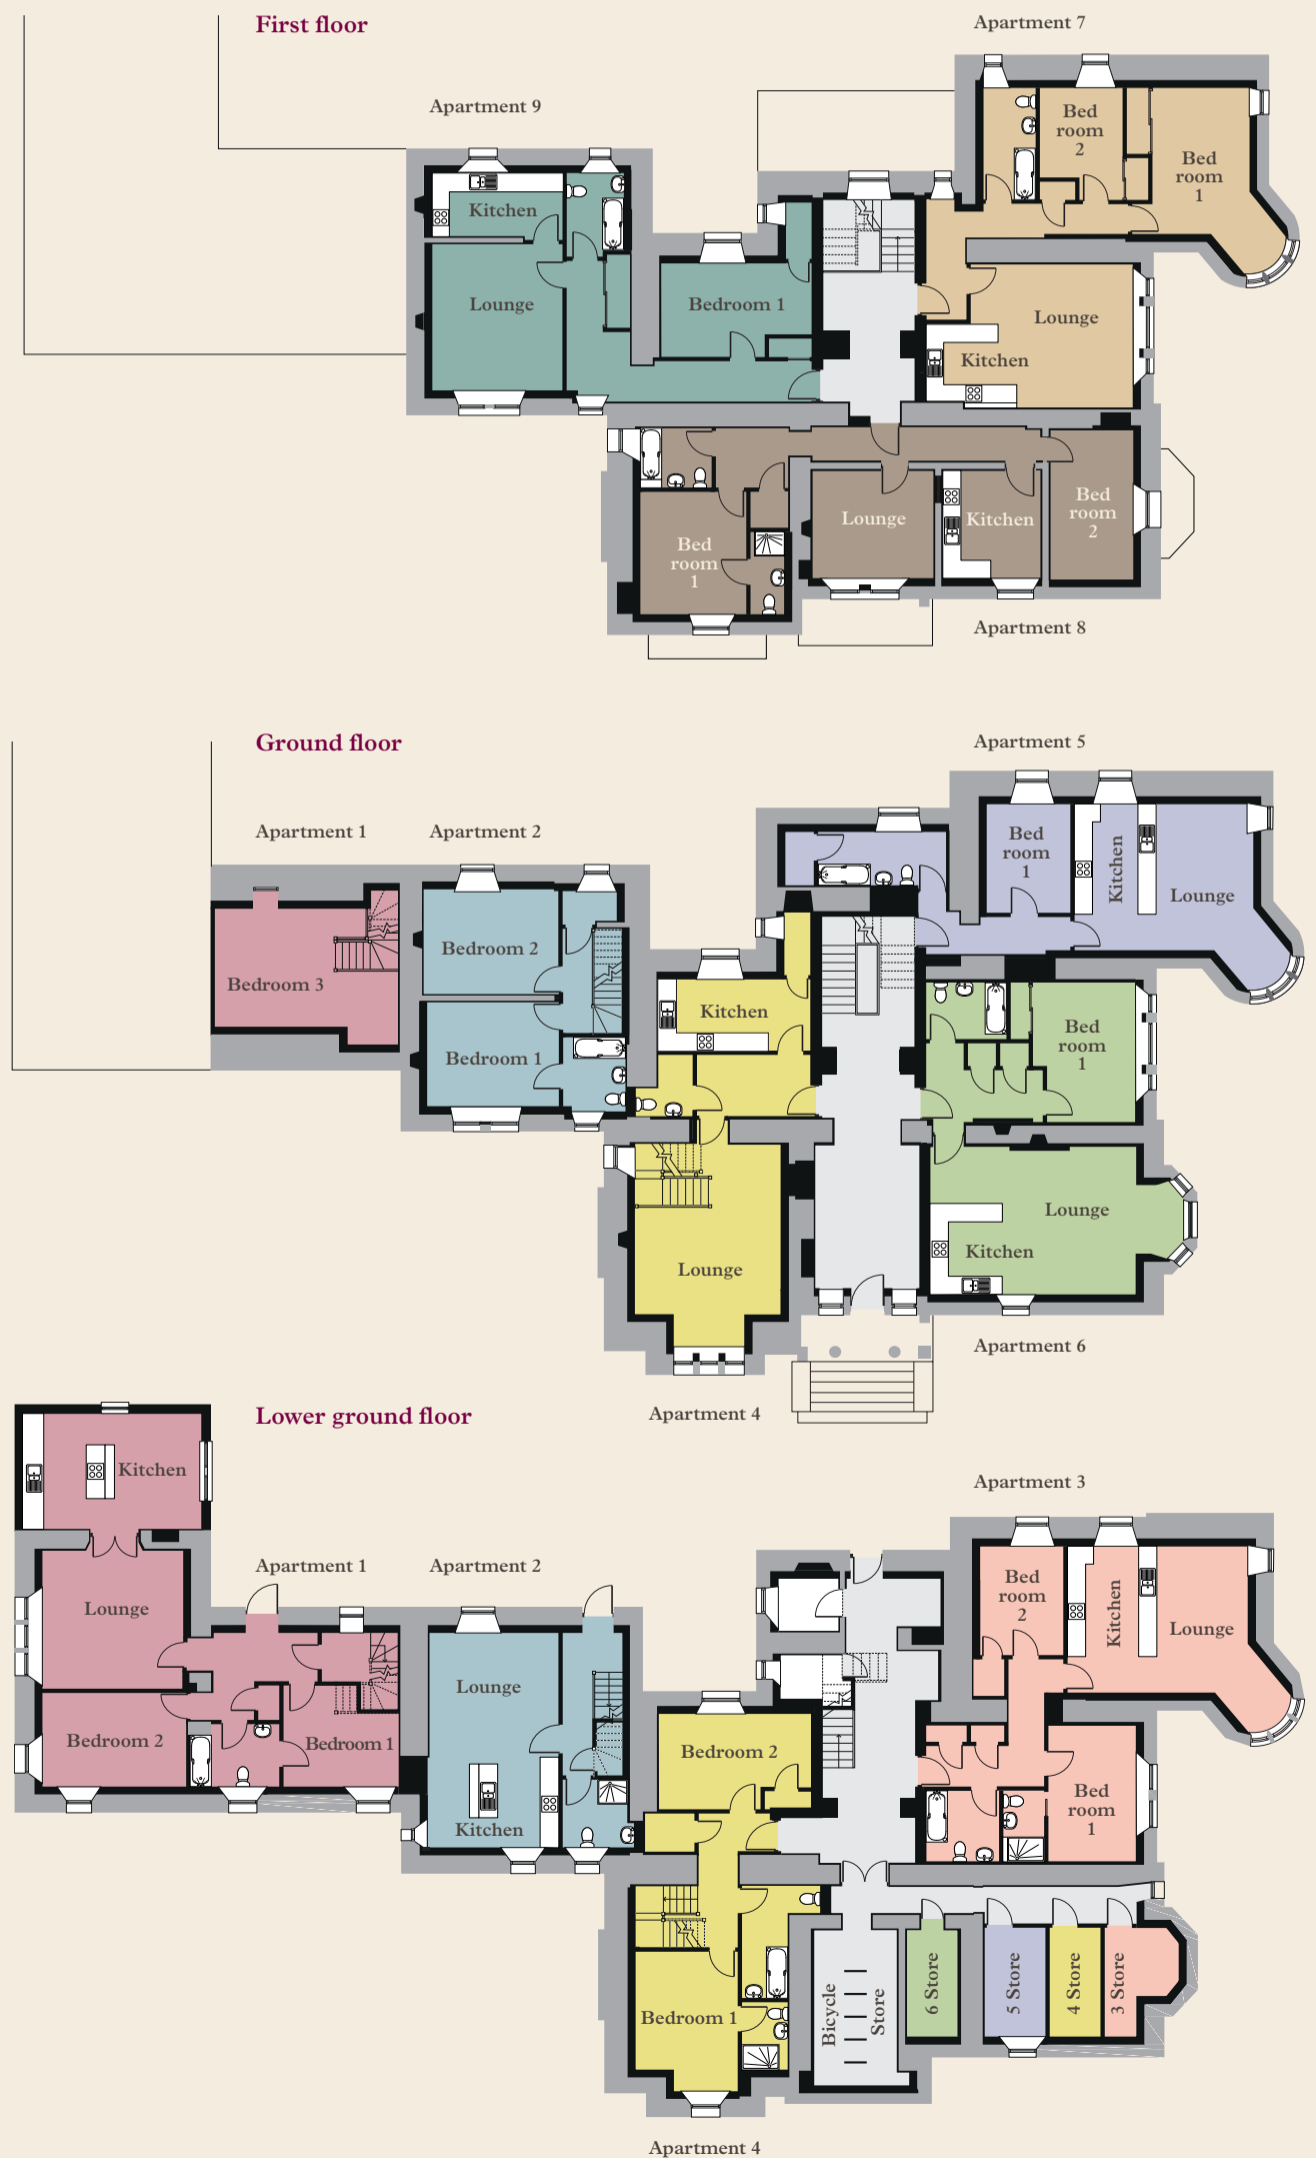 First floor
Apartment 7
Apartment 9
Bed
room
2
Bed
room
1
Kitchen
Lounge
Bedroom 1
Lounge
Kitchen
Lounge
Kitchen
Bed
room
2
Bed
room
1
Apartment 8
Ground floor
Apartment 5
Apartment 1
Apartment 2
Bed
room
1
Kitchen
Lounge
Bedroom 2
Bedroom 3
Kitchen
Bedroom 1
Bed
room
1
Lounge
Kitchen
Lounge
Apartment 6
Apartment 4
Lower ground floor
Kitchen
Apartment 3
Apartment 1
Apartment 2
Lounge
Bed
room
2
Kitchen
Lounge
Lounge
Bedroom 2
Bedroom 1
Bedroom 2
Kitchen
Bed
room
1
Bedroom 1
Bicycle
Store
6 Store
5 Store
4 Store
3 Store
Apartment 4